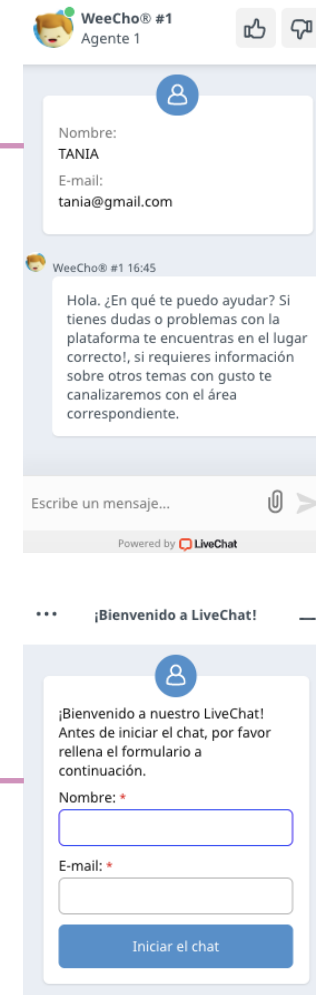 WeeCho® #1
Agente 1
Nombre:
TANIA
E-mail:
tania@gmail.com
WeeCho® #1 16:45
Hola. ¿En qué te puedo ayudar? Si
tienes dudas o problemas con la
plataforma te encuentras en el lugar
correcto!, si requieres información
sobre otros temas con gusto te
canalizaremos con el área
correspondiente.
Escribe un mensaje...
Powered by LiveChat
¡Bienvenido a LiveChat!
¡Bienvenido a nuestro LiveChat!
Antes de iniciar el chat, por favor
rellena el formulario a
continuación.
Nombre: *
E-mail: *
Iniciar el chat